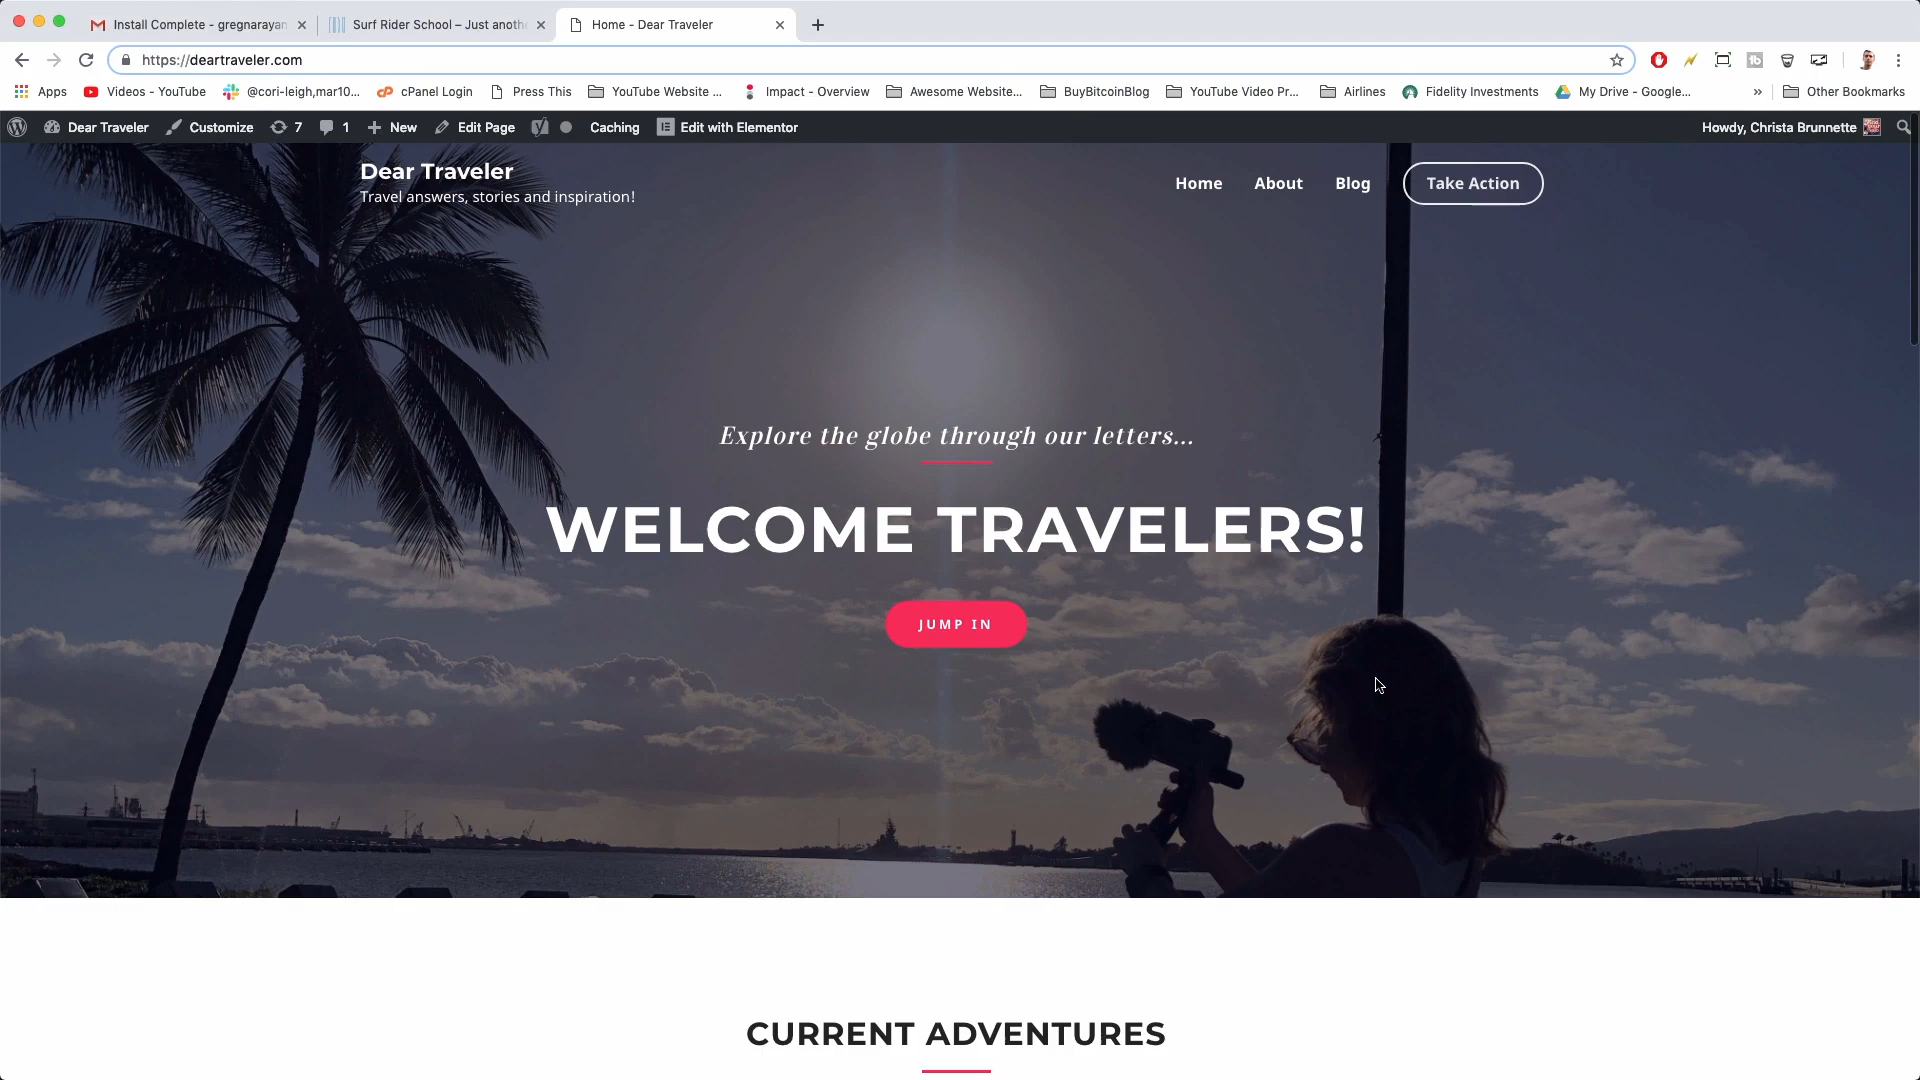 Install Complete - gregnarayan
Surf Rider School – Just anoth
Home - Dear Traveler
https://deartraveler.com
Apps
Videos - YouTube
@cori-leigh,mar10...
cPanel Login
Press This
YouTube Website ...
Impact - Overview
Awesome Website...
BuyBitcoinBlog
YouTube Video Pr...
Airlines
Fidelity Investments
My Drive - Google...
»
Other Bookmarks
Dear Traveler
Customize
7
1
New
Edit Page
Caching
Edit with Elementor
Howdy, Christa Brunnette
Dear Traveler
Travel answers, stories and inspiration!
Home
About
Blog
Take Action
Explore the globe through our letters...
WELCOME TRAVELERS!
JUMP IN
CURRENT ADVENTURES